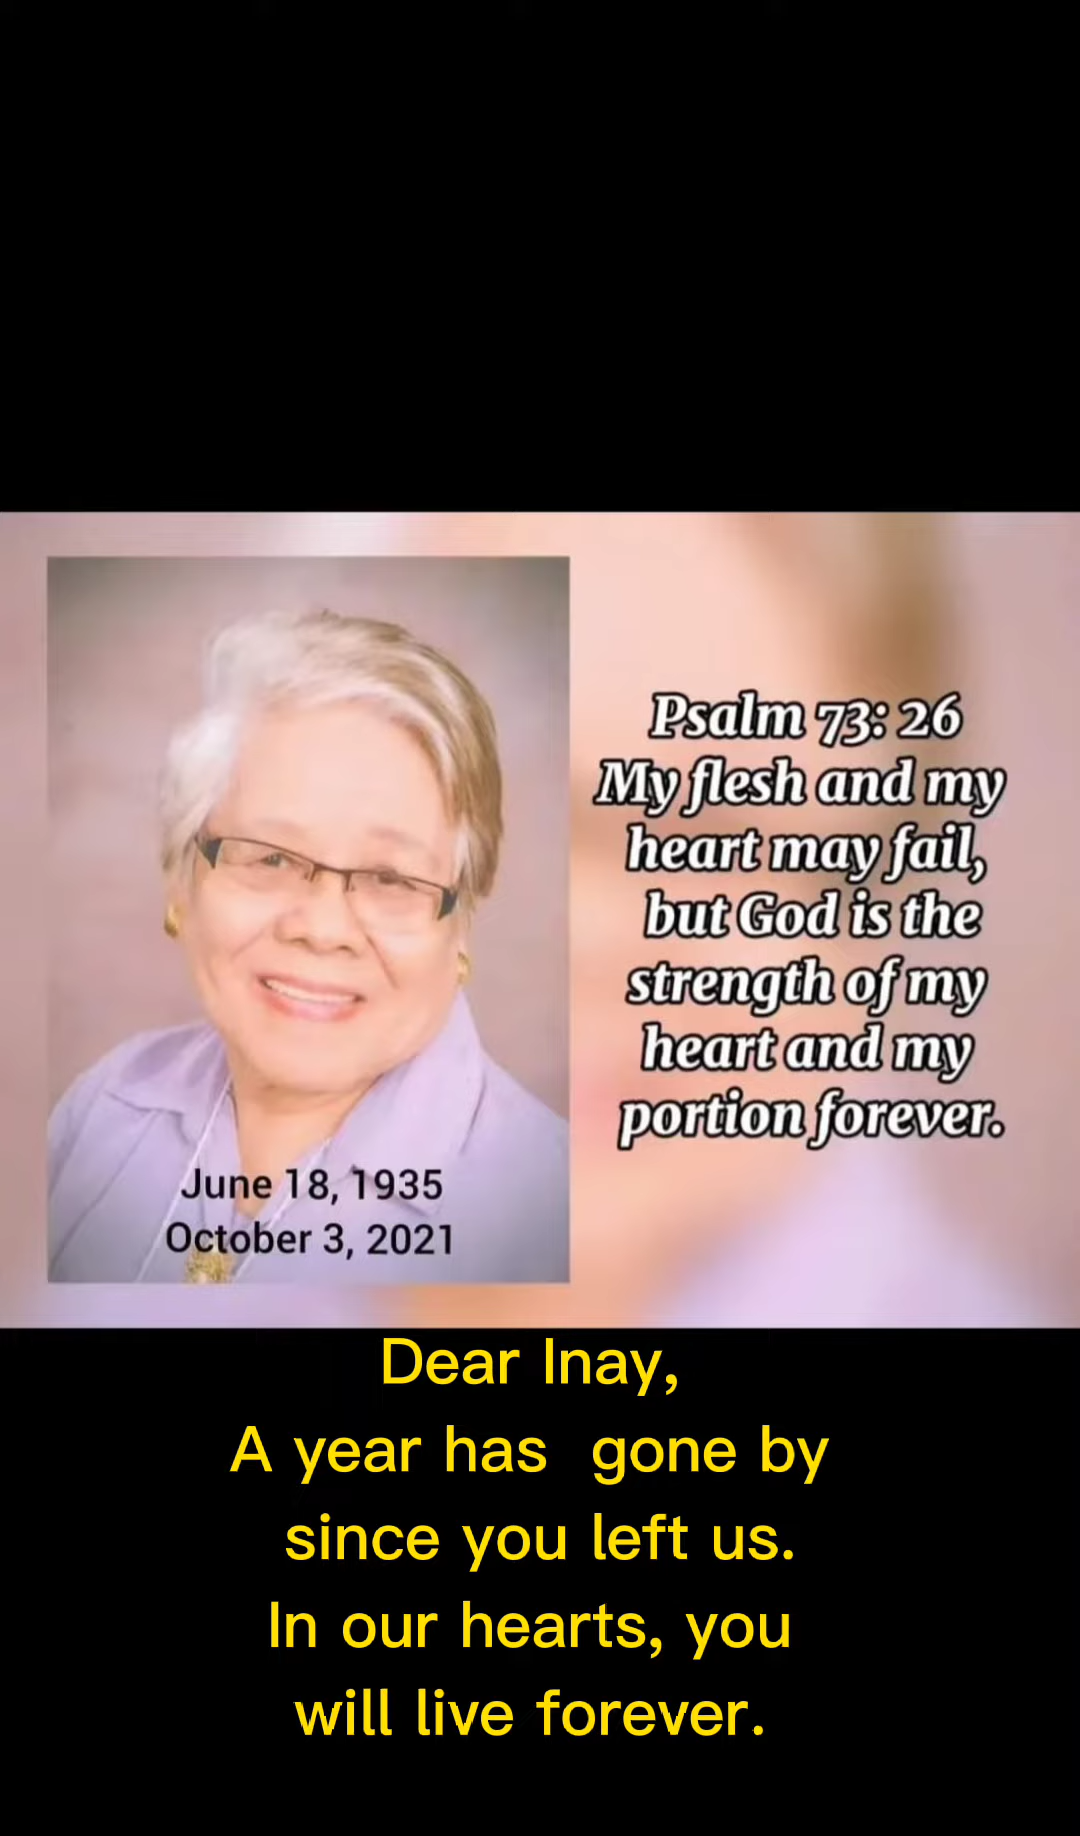 Psalm 73: 26
My flesh and my
heart may fail,
but God is the
strength of my
heart and my
portion forever.
June 18, 1935
October 3, 2021
Dear Inay,
A year has  gone by
since you left us.
In our hearts, you
will live forever.